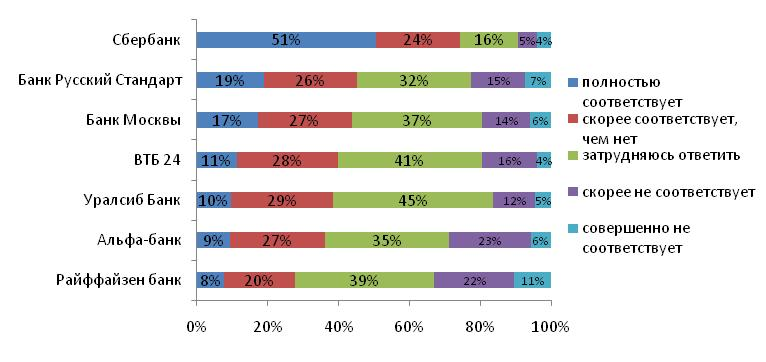 Сбербанк 51% 24% 16% 5% 4%
Банк Русский Стандарт 19% 26% 32% 15% 7%
Банк Москвы 17% 27% 37% 14% 6%
ВТБ 24 11% 28% 41% 16% 4%
Уралсиб Банк 10% 29% 45% 12% 5%
Альфа-банк 9% 27% 35% 23% 6%
Райффайзен банк 8% 20% 39% 22% 11%
0% 20% 40% 60% 80% 100%
полностью
соответствует
скорее соответствует,
чем нет
затрудняюсь ответить
скорее не соответствует
совершенно не
соответствует